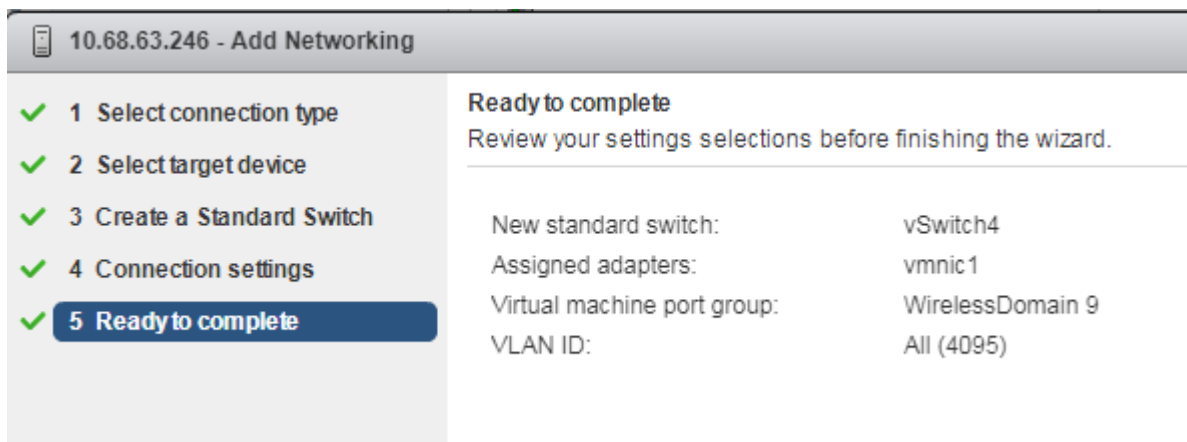 10.68.63.246 - Add Networking
1 Select connection type
2 Select target device
3 Create a Standard Switch
4 Connection settings
5 Ready to complete
Ready to complete
Review your settings selections before finishing the wizard.
New standard switch: vSwitch4
Assigned adapters: vmnic1
Virtual machine port group: WirelessDomain 9
VLAN ID: All (4095)